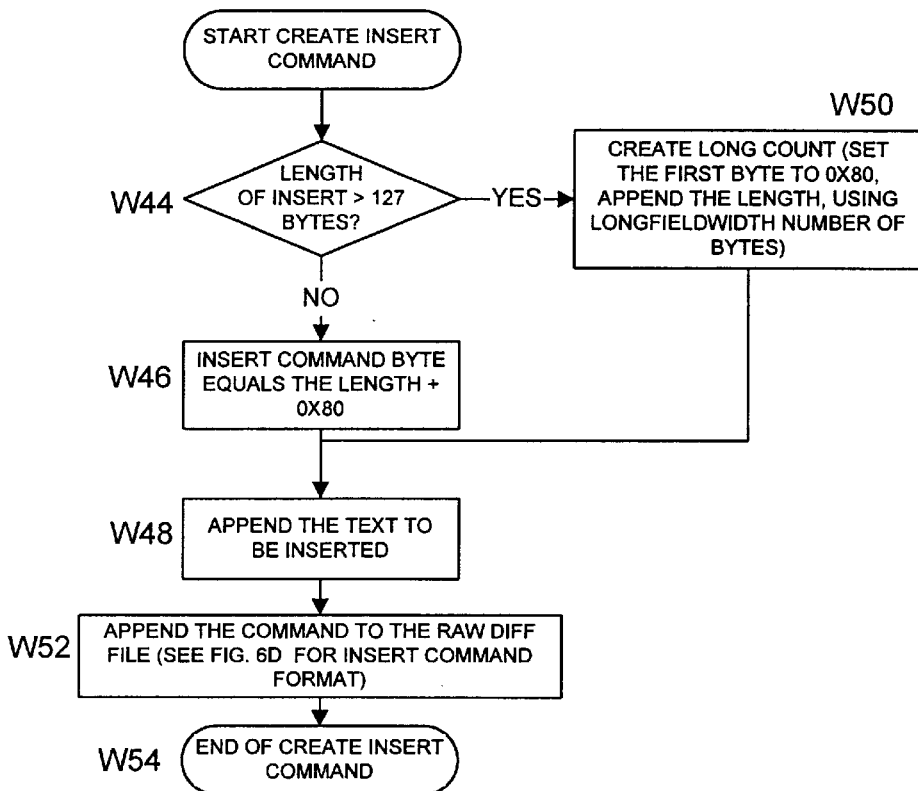 START CREATE INSERT
COMMAND
W50
CREATE LONG COUNT (SET
THE FIRST BYTE TO 0X80,
APPEND THE LENGTH, USING
LONGFIELDWIDTH NUMBER OF
BYTES)
W44
LENGTH
OF INSERT > 127
BYTES?
YES
NO
W46
INSERT COMMAND BYTE
EQUALS THE LENGTH +
0X80
W48
APPEND THE TEXT TO
BE INSERTED
W52
APPEND THE COMMAND TO THE RAW DIFF
FILE (SEE FIG. 6D FOR INSERT COMMAND
FORMAT)
W54
END OF CREATE INSERT
COMMAND